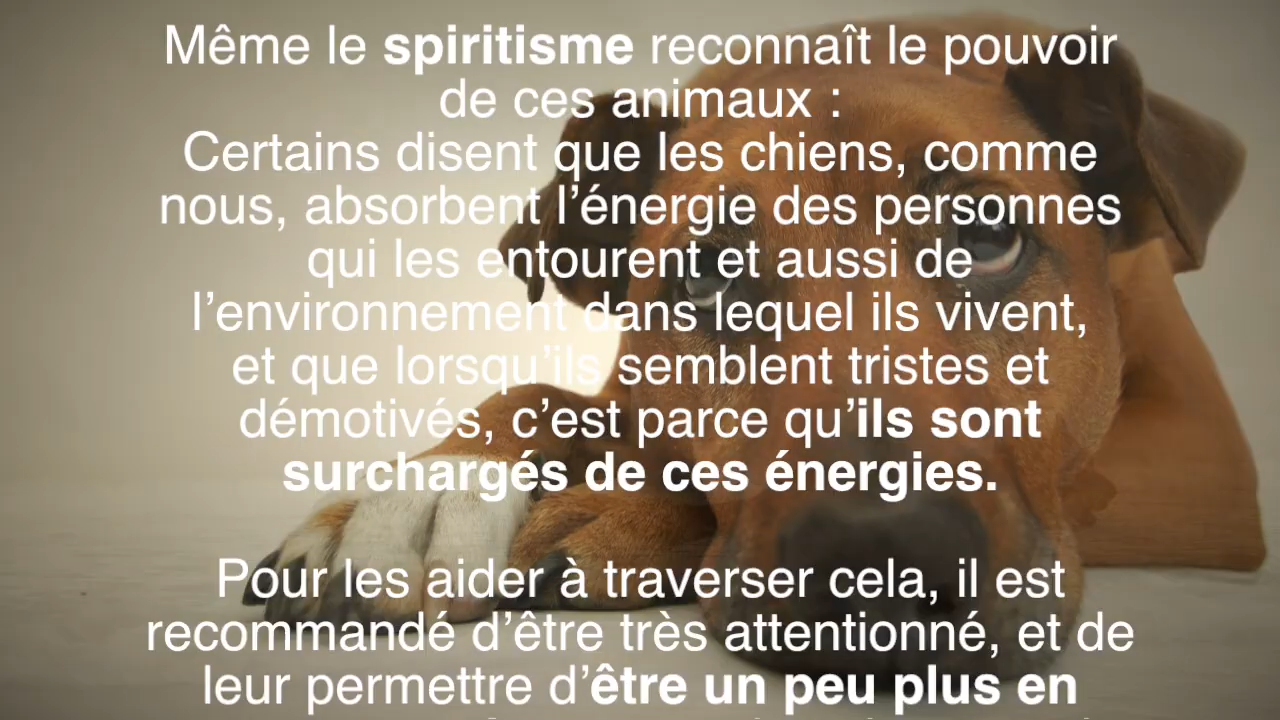 Même le spiritisme reconnaît le pouvoir
de ces animaux :
Certains disent que les chiens, comme
nous, absorbent l’énergie des personnes
qui les entourent et aussi de
l’environnement dans lequel ils vivent,
et que lorsqu’ils semblent tristes et
démotivés, c’est parce qu’ils sont
surchargés de ces énergies.
Pour les aider à traverser cela, il est
recommandé d’être très attentionné, et de
leur permettre d’être un peu plus en